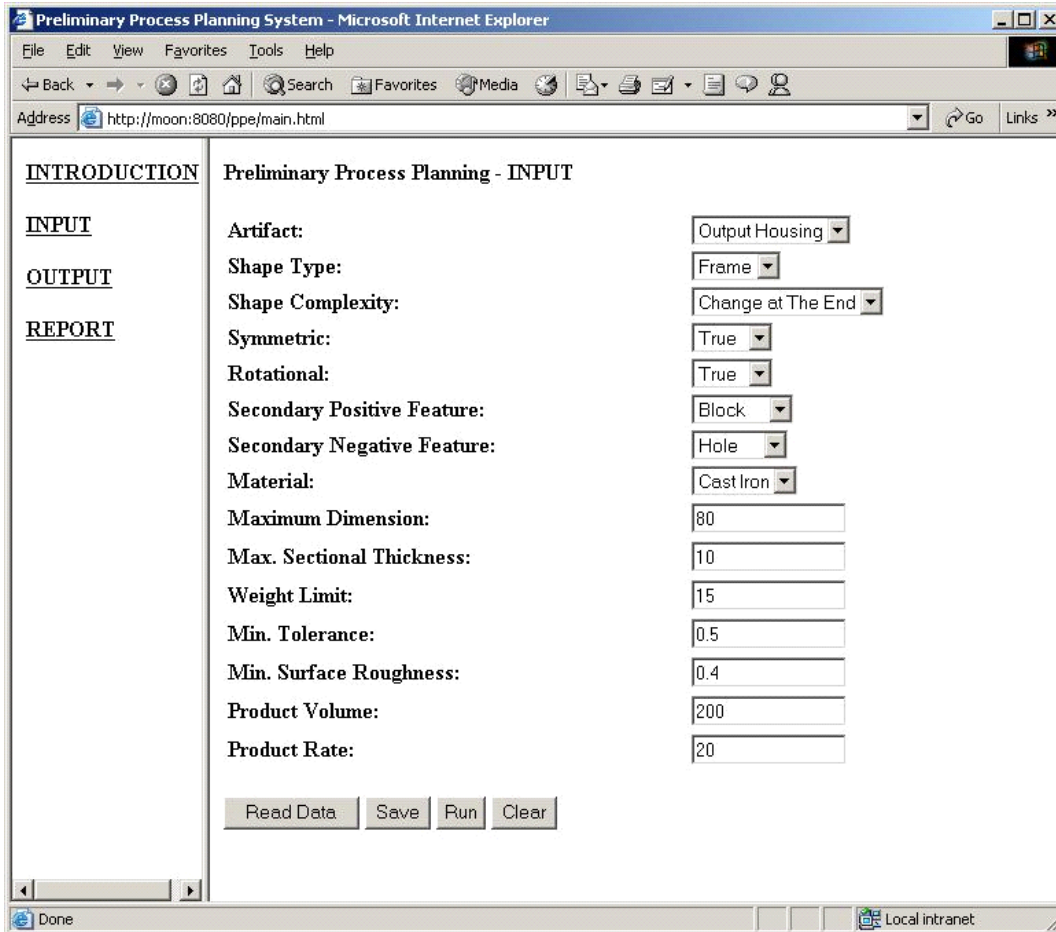 Preliminary Process Planning System - Microsoft Internet Explorer
File Edit View Favorites Tools Help
Back Search Favorites Media
Address http://moon:8080/ppe/main.html Go Links »
INTRODUCTION
INPUT
OUTPUT
REPORT
Preliminary Process Planning - INPUT
Artifact: Output Housing
Shape Type: Frame
Shape Complexity: Change at The End
Symmetric: True
Rotational: True
Secondary Positive Feature: Block
Secondary Negative Feature: Hole
Material: Cast Iron
Maximum Dimension: 80
Max. Sectional Thickness: 10
Weight Limit: 15
Min. Tolerance: 0.5
Min. Surface Roughness: 0.4
Product Volume: 200
Product Rate: 20
Read Data Save Run Clear
Done Local intranet